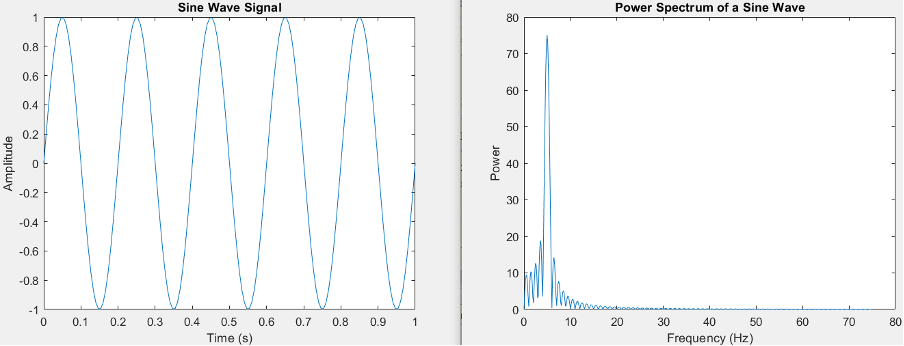 Sine Wave Signal
1
0.8
0.6
0.4
0.2
0
-0.2
-0.4
-0.6
-0.8
-1
Amplitude
0 0.1 0.2 0.3 0.4 0.5 0.6 0.7 0.8 0.9 1
Time (s)
Power Spectrum of a Sine Wave
80
70
60
50
40
30
20
10
0
Power
0 10 20 30 40 50 60 70 80
Frequency (Hz)